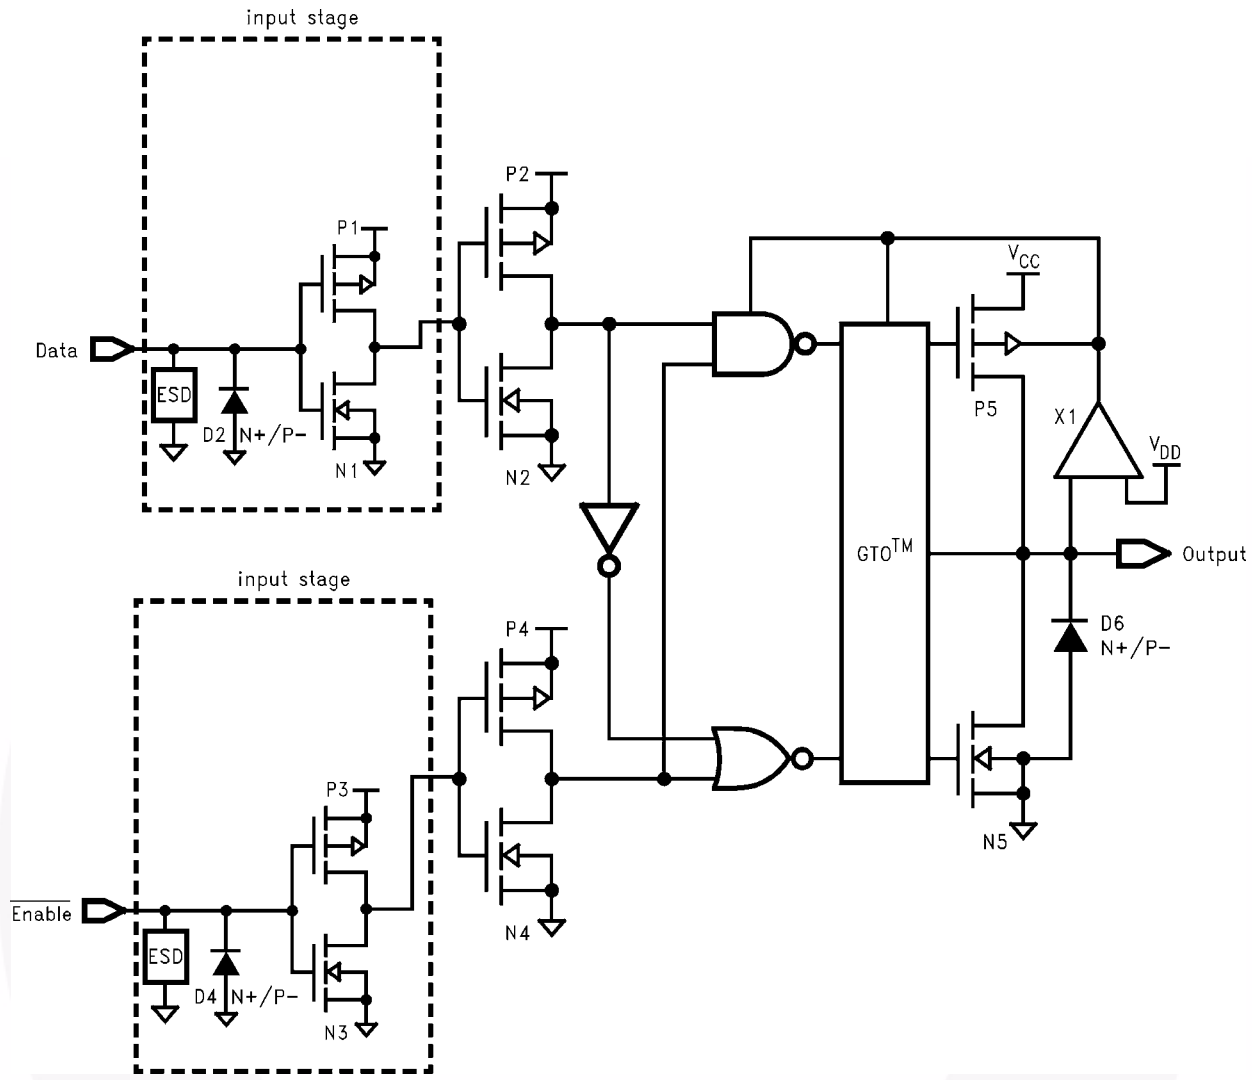 input stage
P2
P1
VCC
Data
ESD
D2 N+/P-
N1
N2
P5
X1
VDD
GTO™
Output
input stage
P4
D6
N+/P-
P3
N5
Enable
ESD
D4 N+/P-
N3
N4